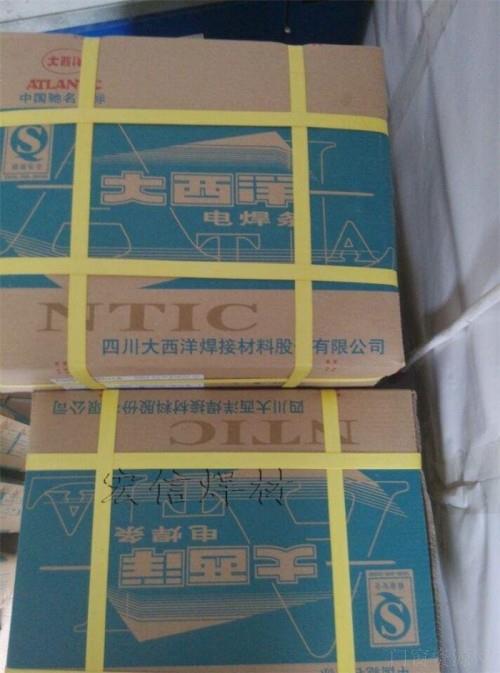 大西洋
ATLANTIC
中国驰名商标
大西洋
电焊条
NTIC
四川大西洋焊接材料股份有限公司
四川大西洋焊接材料股份有限公司
NTIC
宏信焊材
电焊条
大西洋